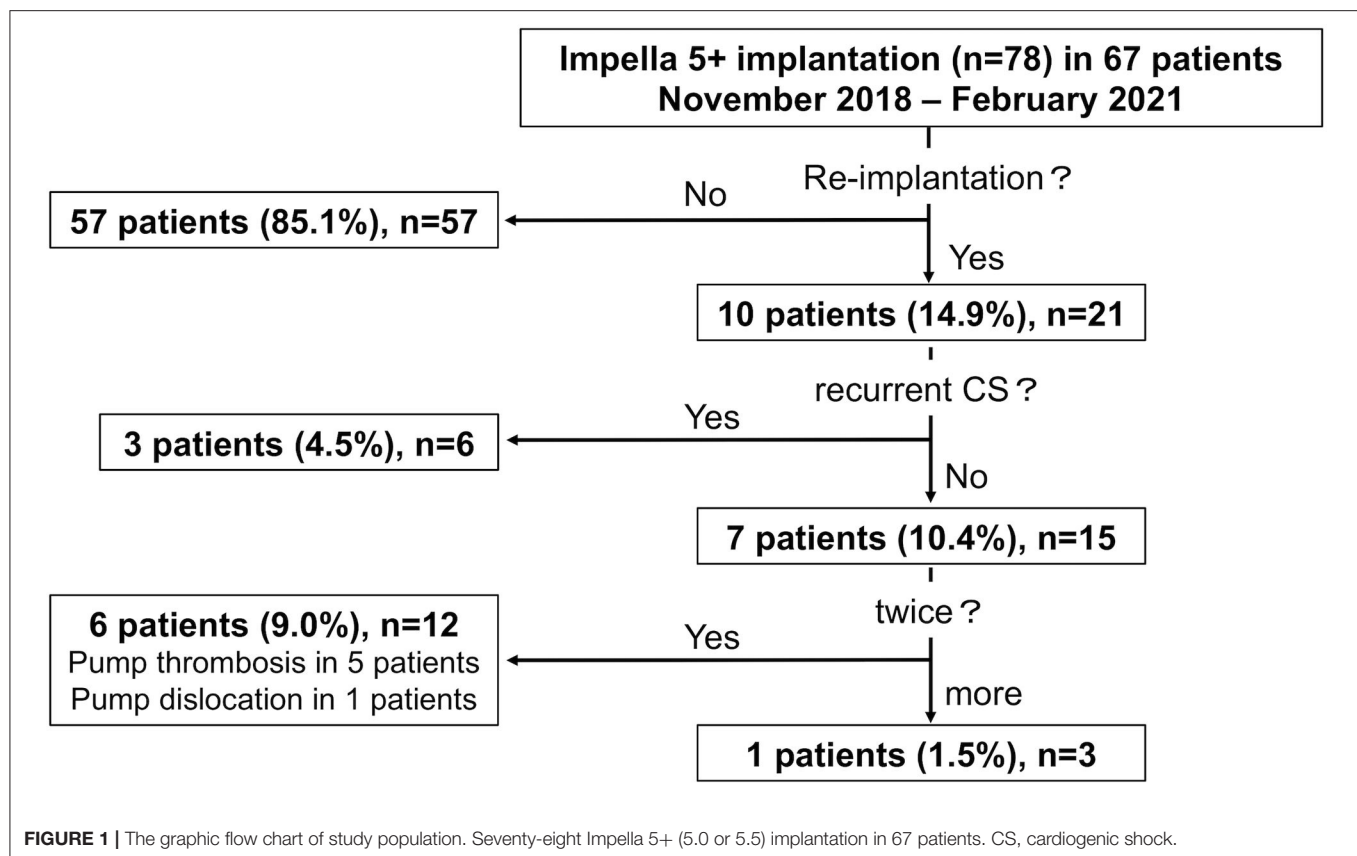 Impella 5+ implantation (n=78) in 67 patients
November 2018 – February 2021
Re-implantation?
No
57 patients (85.1%), n=57
Yes
10 patients (14.9%), n=21
recurrent CS?
Yes
3 patients (4.5%), n=6
No
7 patients (10.4%), n=15
twice?
Yes
6 patients (9.0%), n=12
Pump thrombosis in 5 patients
Pump dislocation in 1 patients
more
1 patients (1.5%), n=3
FIGURE 1 | The graphic flow chart of study population. Seventy-eight Impella 5+ (5.0 or 5.5) implantation in 67 patients. CS, cardiogenic shock.